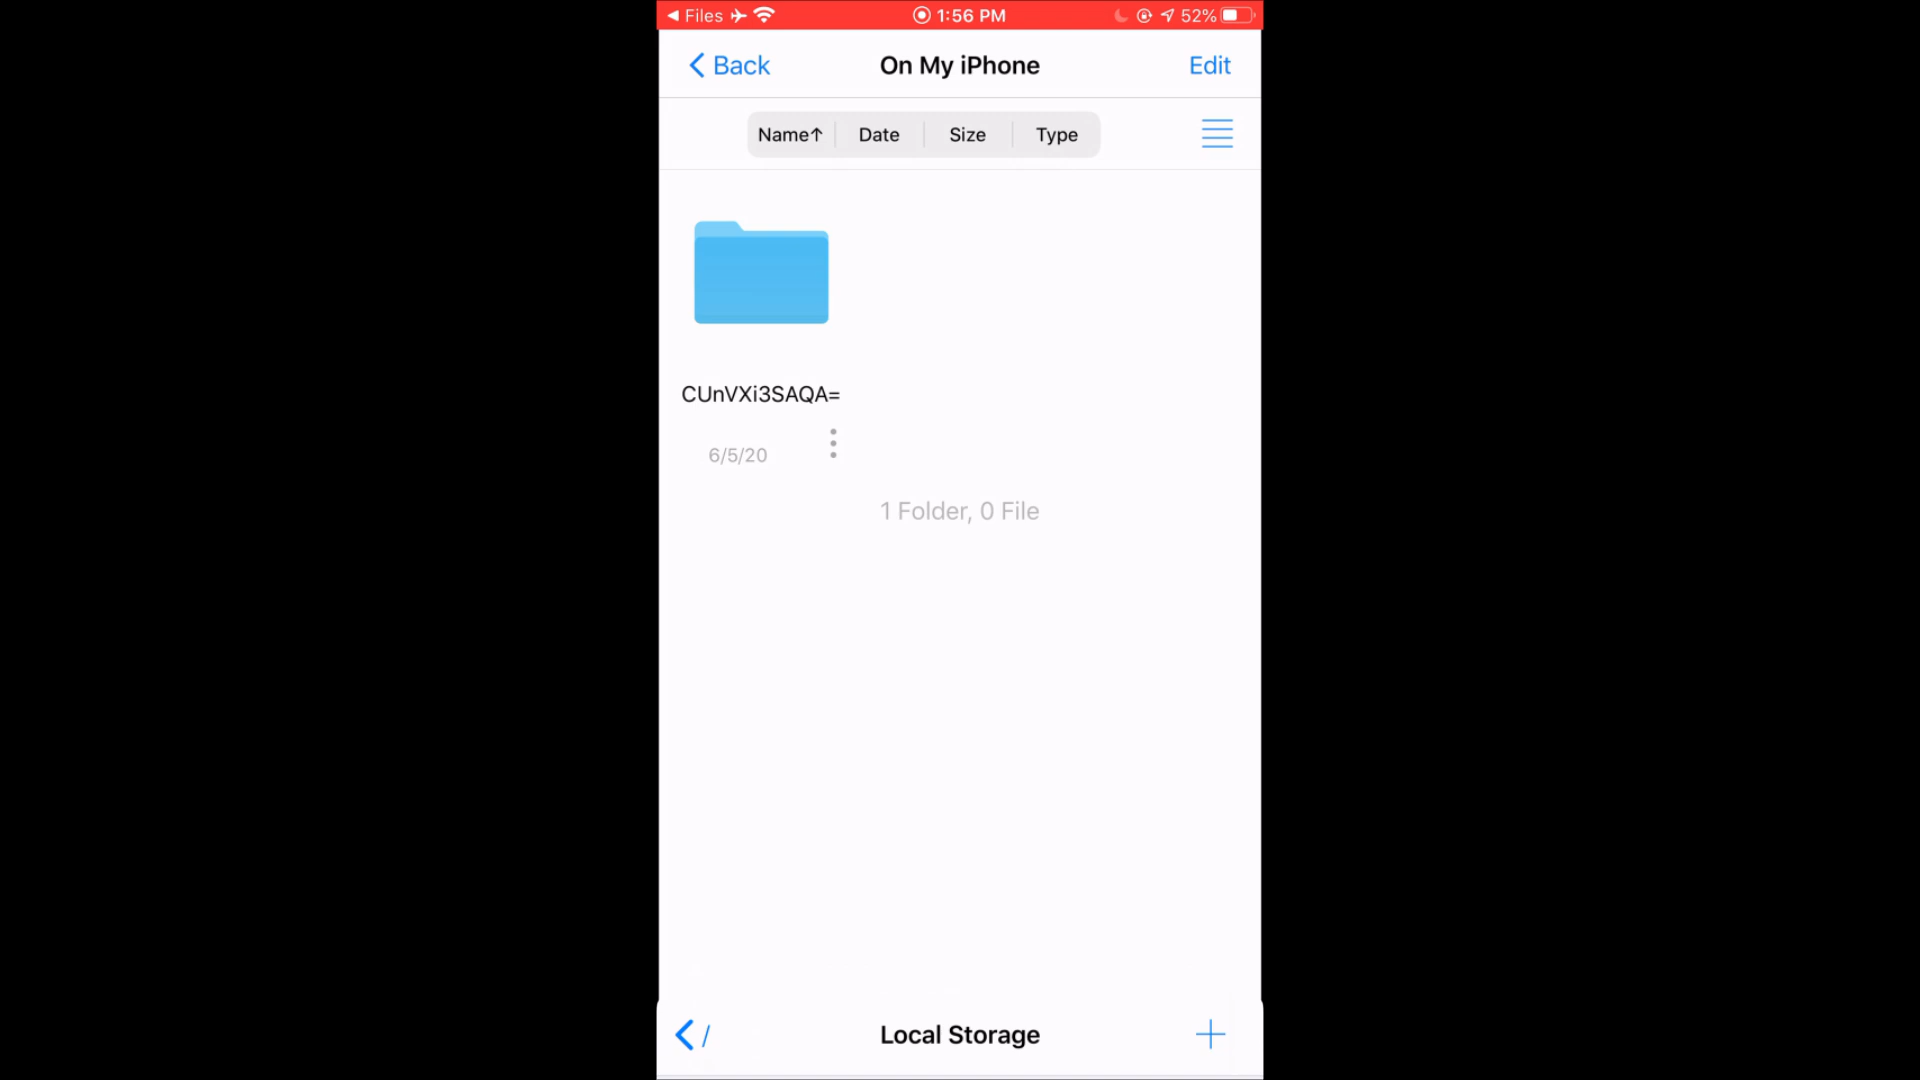 Files 1:56 PM 52%
Back On My iPhone Edit
Name↑ Date Size Type
CUnVXi3SAQA=
6/5/20
1 Folder, 0 File
/ Local Storage